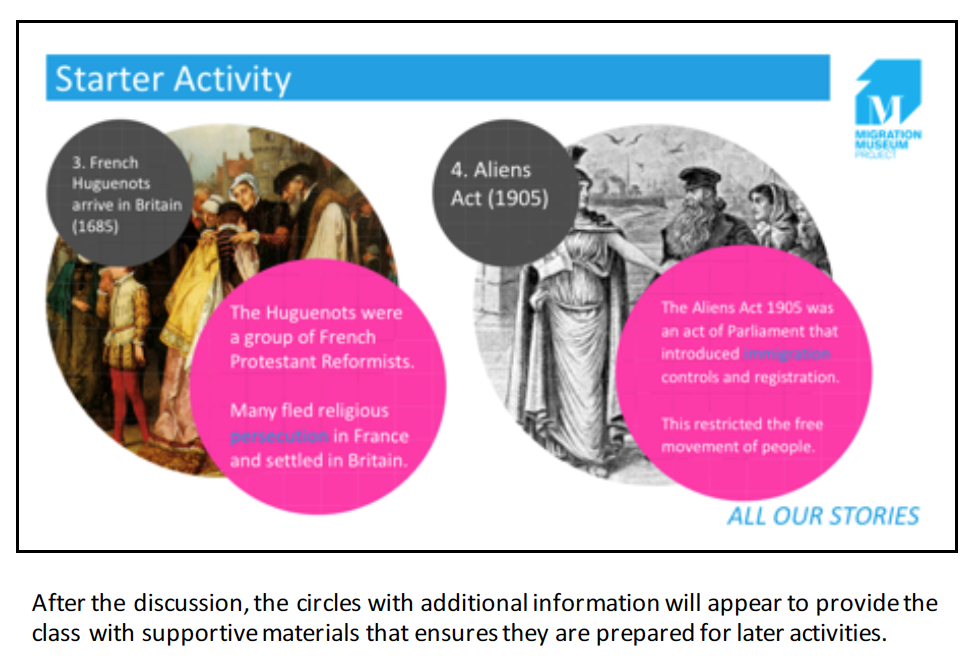 Starter Activity
MIGRATION
MUSEUM
PROJECT
3. French
Huguenots
arrive in Britain
(1685)
The Huguenots were
a group of French
Protestant Reformists.
Many fled religious
persecution in France
and settled in Britain.
4. Aliens
Act (1905)
The Aliens Act 1905 was
an act of Parliament that
introduced immigration
controls and registration.
This restricted the free
movement of people.
ALL OUR STORIES
After the discussion, the circles with additional information will appear to provide the
class with supportive materials that ensures they are prepared for later activities.